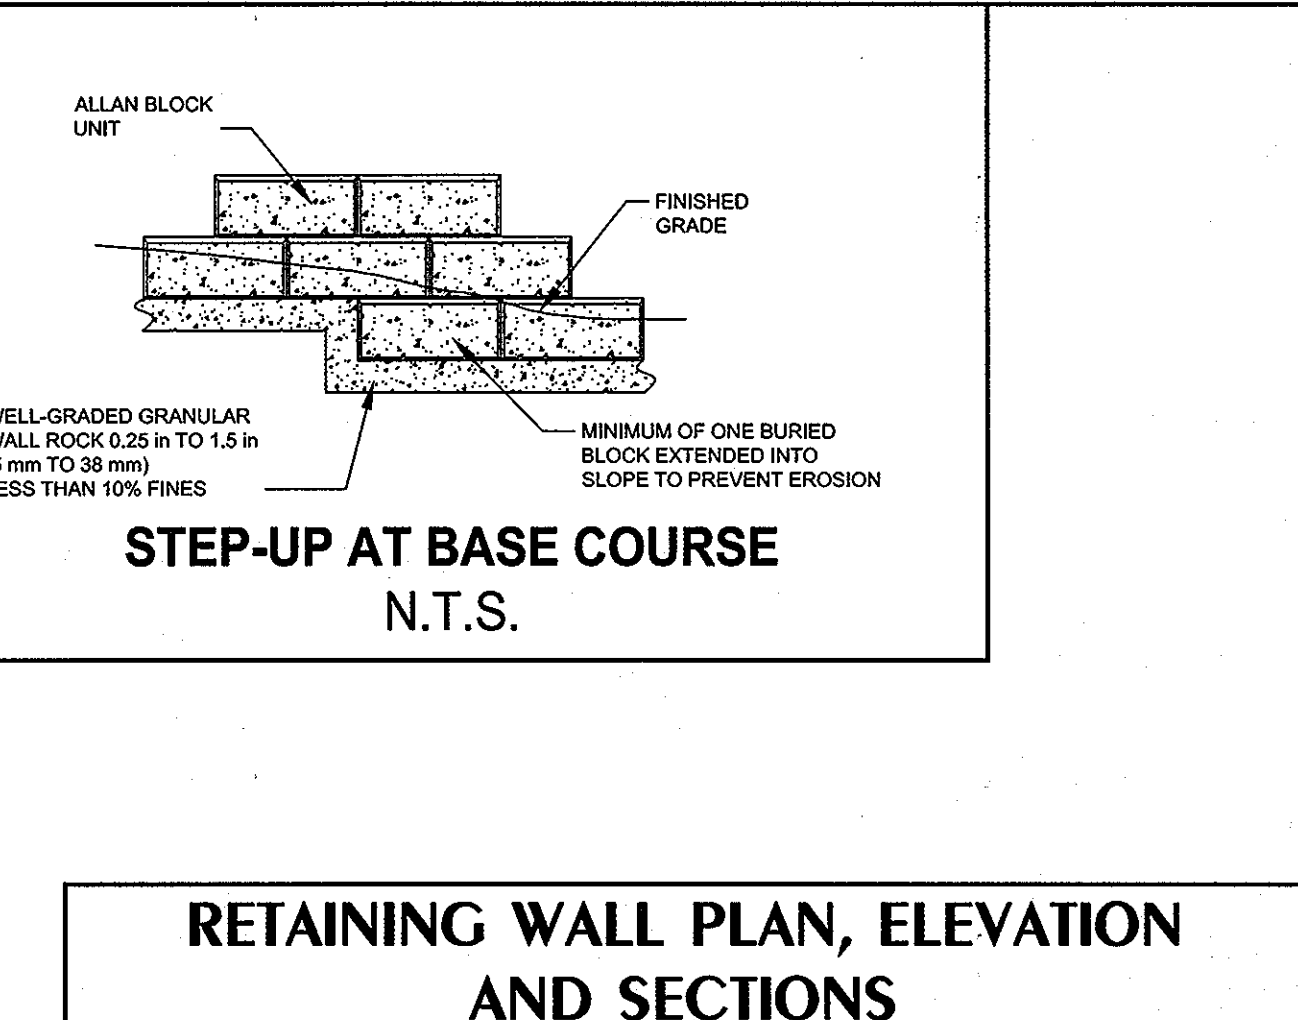 ALLAN BLOCK
UNIT
FINISHED
GRADE
WELL-GRADED GRANULAR
WALL ROCK 0.25 in TO 1.5 in
mm TO 38 mm)
LESS THAN 10% FINES
MINIMUM OF ONE BURIED
BLOCK EXTENDED INTO
SLOPE TO PREVENT EROSION
STEP-UP AT BASE COURSE
N.T.S.
RETAINING WALL PLAN, ELEVATION
AND SECTIONS